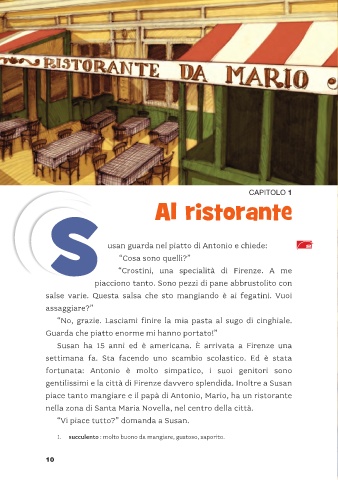 RISTORANTE DA MARIO
CAPITOLO 1
Al ristorante
Susan guarda nel piatto di Antonio e chiede:
“Cosa sono quelli?”
“Crostini, una specialità di Firenze. A me
piacciono tanto. Sono pezzi di pane abbrustolito con
salse varie. Questa salsa che sto mangiando è ai fegatini. Vuoi
assaggiare?”
“No, grazie. Lasciami finire la mia pasta al sugo di cinghiale.
Guarda che piatto enorme mi hanno portato!”
Susan ha 15 anni ed è americana. È arrivata a Firenze una
settimana fa. Sta facendo uno scambio scolastico. Ed è stata
fortunata: Antonio è molto simpatico, i suoi genitori sono
gentilissimi e la città di Firenze davvero splendida. Inoltre a Susan
piace tanto mangiare e il papà di Antonio, Mario, ha un ristorante
nella zona di Santa Maria Novella, nel centro della città.
“Vi piace tutto?” domanda a Susan.
1. succulento : molto buono da mangiare, gustoso, saporito.
10